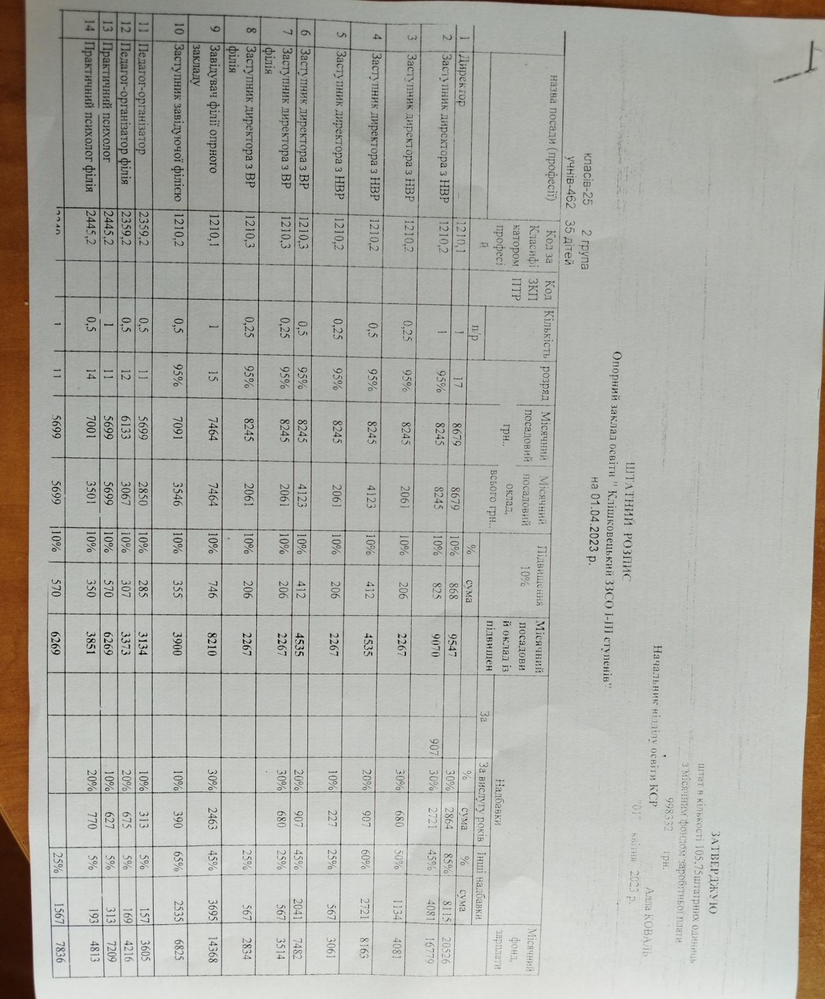 ЗАТВЕРДЖУЮ
штат в кількості 105.75штатрних одиниць
з Місячним фондом заробітньої плати
998332 грн.
Начальник відділу освіти КСР Алла КОВАЛЬ
"01" квітня 2023 р.
ШТАТНИЙ РОЗПИС
Опорний заклад освіти " Клішковецький ЗЗСО І-ІІІ ступенів"
на 01.04.2023 р.
класів-25 2 група
учнів-462 35 дітей
назва посади (професії) Код за Класифі катором професі й Код ЗКП ПТР Кількість п/р розряд Місячний посадовий грн.. Місячний посадовий оклад, всього грн.. Підвищення 10% % сума Місячний посадови й оклад із підвищен Надбавки За За вислугу років % сума Інші надбавки % сума Місячний фонд, зарплати
1 Директор 1210,1 1 17 8679 8679 10% 868 9547 30% 2864 85% 8115 20526
2 Заступник директора з НВР 1210,2 1 95% 8245 8245 10% 825 9070 907 30% 2721 45% 4081 16779
3 Заступник директора з НВР 1210,2 0,25 95% 8245 2061 10% 206 2267 30% 680 50% 1134 4081
4 Заступник директора з НВР 1210,2 0,5 95% 8245 4123 10% 412 4535 20% 907 60% 2721 8163
5 Заступник директора з НВР 1210,2 0,25 95% 8245 2061 10% 206 2267 10% 227 25% 567 3061
6 Заступник директора з ВР 1210,3 0,5 95% 8245 4123 10% 412 4535 20% 907 45% 2041 7482
7 Заступник директора з ВР 1210,3 0,25 95% 8245 2061 10% 206 2267 30% 680 25% 567 3514
філія
8 Заступник директора з ВР 1210,3 0,25 95% 8245 2061 10% 206 2267 25% 567 2834
філія
9 Завідувач філії опрного 1210,1 1 15 7464 7464 10% 746 8210 30% 2463 45% 3695 14368
закладу
10 Заступник завідуючої філією 1210,2 0,5 95% 7091 3546 10% 355 3900 10% 390 65% 2535 6825
11 Педагог-організатор 2359,2 0,5 11 5699 2850 10% 285 3134 10% 313 5% 157 3605
12 Педагог-організатор філія 2359,2 0,5 12 6133 3067 10% 307 3373 20% 675 5% 169 4216
13 Практичний психолог 2445,2 1 11 5699 5699 10% 570 6269 10% 627 5% 313 7209
14 Практичний психолог філія 2445,2 0,5 14 7001 3501 10% 350 3851 20% 770 5% 193 4813
1 11 5699 5699 10% 570 6269 25% 1567 7836